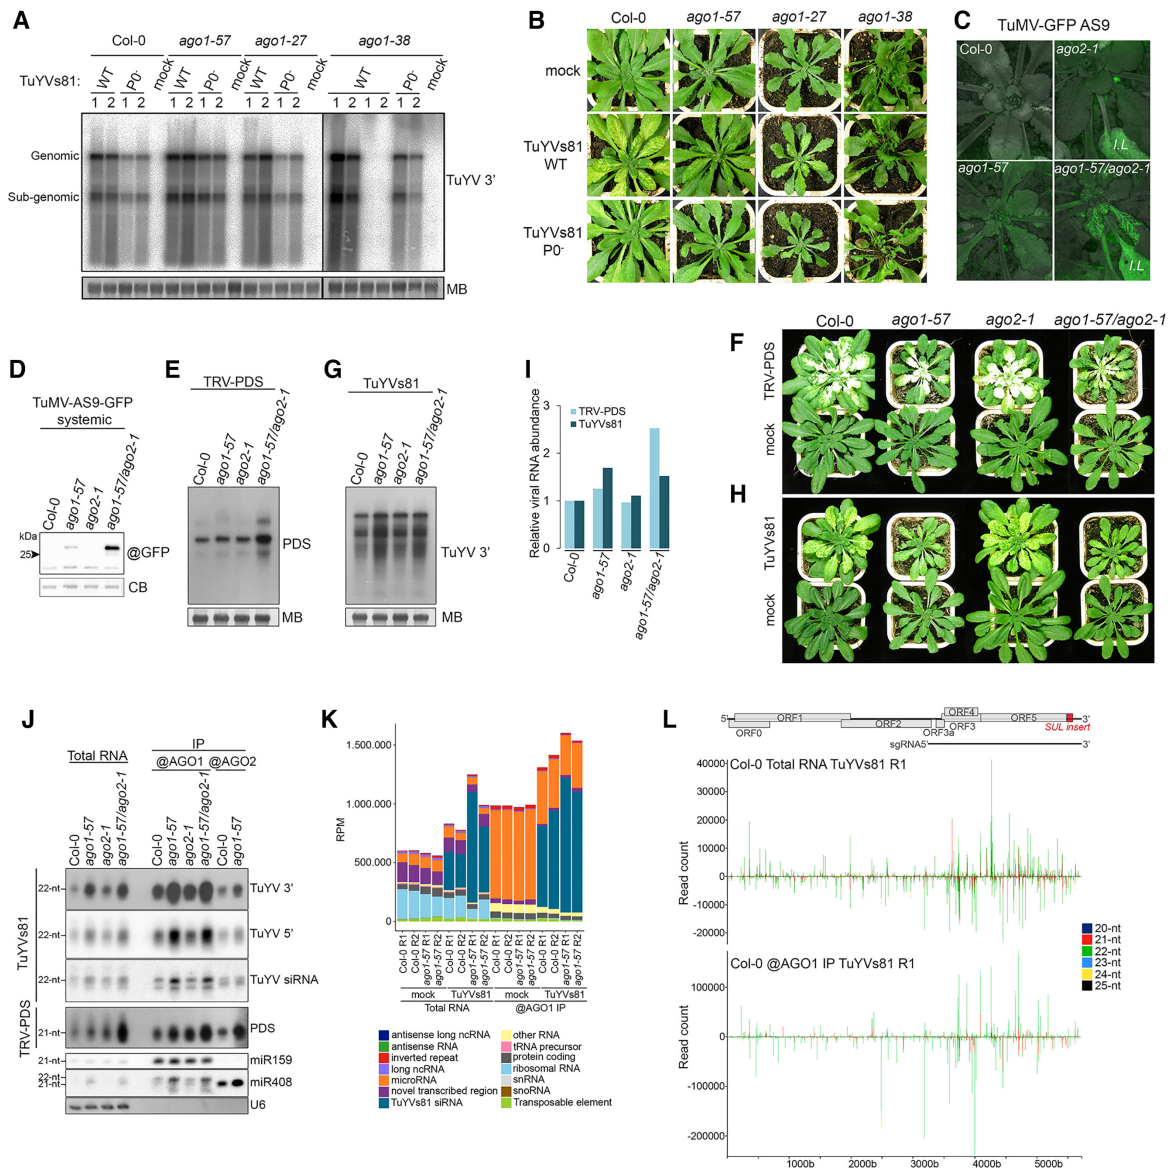 A
Col-0 ago1-57 ago1-27 ago1-38
TuYVs81: WT P0- WT P0- mock WT P0- mock WT P0- mock
1 2 1 2 1 2 1 2 1 2 1 2 1 2 1 2 1 2
Genomic
Sub-genomic
TuYV 3’
MB
B
Col-0 ago1-57 ago1-27 ago1-38
mock
TuYVs81
WT
TuYVs81
P0-
C
TuMV-GFP AS9
Col-0 ago2-1
I.L
ago1-57 ago1-57/ago2-1
I.L
D
TuMV-AS9-GFP
systemic
Col-0 ago1-57 ago2-1 ago1-57/ago2-1
kDa
25
@GFP
CB
E
TRV-PDS
Col-0 ago1-57 ago2-1 ago1-57/ago2-1
PDS
MB
G
TuYVs81
Col-0 ago1-57 ago2-1 ago1-57/ago2-1
TuYV 3’
MB
I
Relative viral RNA abundance
3
2
1
0
TRV-PDS
TuYVs81
Col-0 ago1-57 ago2-1 ago1-57/ago2-1
F
Col-0 ago1-57 ago2-1 ago1-57/ago2-1
TRV-PDS
mock
H
TuYVs81
mock
J
IP
Total RNA @AGO1 @AGO2
Col-0 ago1-57 ago2-1 ago1-57/ago2-1 Col-0 ago1-57 ago2-1 ago1-57/ago2-1 Col-0 ago1-57
TuYVs81
22-nt TuYV 3’
22-nt TuYV 5’
22-nt TuYV siRNA
TRV-PDS
21-nt PDS
21-nt miR159
22-nt
21-nt miR408
U6
K
RPM
1.500.000
1.000.000
500.000
0
Col-0 R1 Col-0 R2 ago1-57 R1 ago1-57 R2 Col-0 R1 Col-0 R2 ago1-57 R1 ago1-57 R2 Col-0 R1 Col-0 R2 ago1-57 R1 ago1-57 R2 Col-0 R1 Col-0 R2 ago1-57 R1 ago1-57 R2
mock TuYVs81 mock TuYVs81
Total RNA @AGO1 IP
antisense long ncRNA
antisense RNA
inverted repeat
long ncRNA
microRNA
novel transcribed region
TuYVs81 siRNA
other RNA
tRNA precursor
protein coding
ribosomal RNA
snRNA
snoRNA
Transposable element
L
5' ORF1 ORF4 ORF5 3'
ORF0 ORF2 ORF3a ORF3 SUL insert
sgRNA5' 3'
Col-0 Total RNA TuYVs81 R1
Read count
40000
30000
20000
10000
0
-10000
-20000
20-nt
21-nt
22-nt
23-nt
24-nt
25-nt
Col-0 @AGO1 IP TuYVs81 R1
Read count
100000
0
-100000
-200000
1000b 2000b 3000b 4000b 5000b